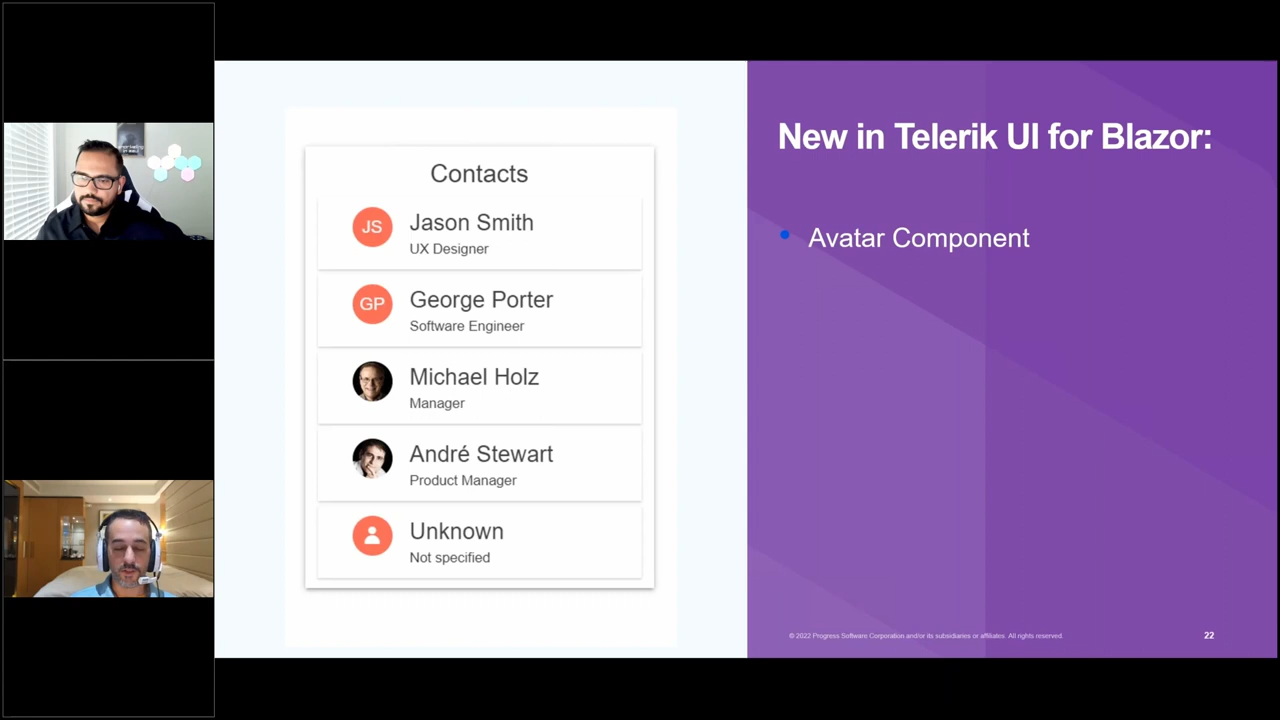 Contacts
JS
Jason Smith
UX Designer
GP
George Porter
Software Engineer
Michael Holz
Manager
André Stewart
Product Manager
Unknown
Not specified
New in Telerik UI for Blazor:
• Avatar Component
© 2022 Progress Software Corporation and/or its subsidiaries or affiliates. All rights reserved.
22